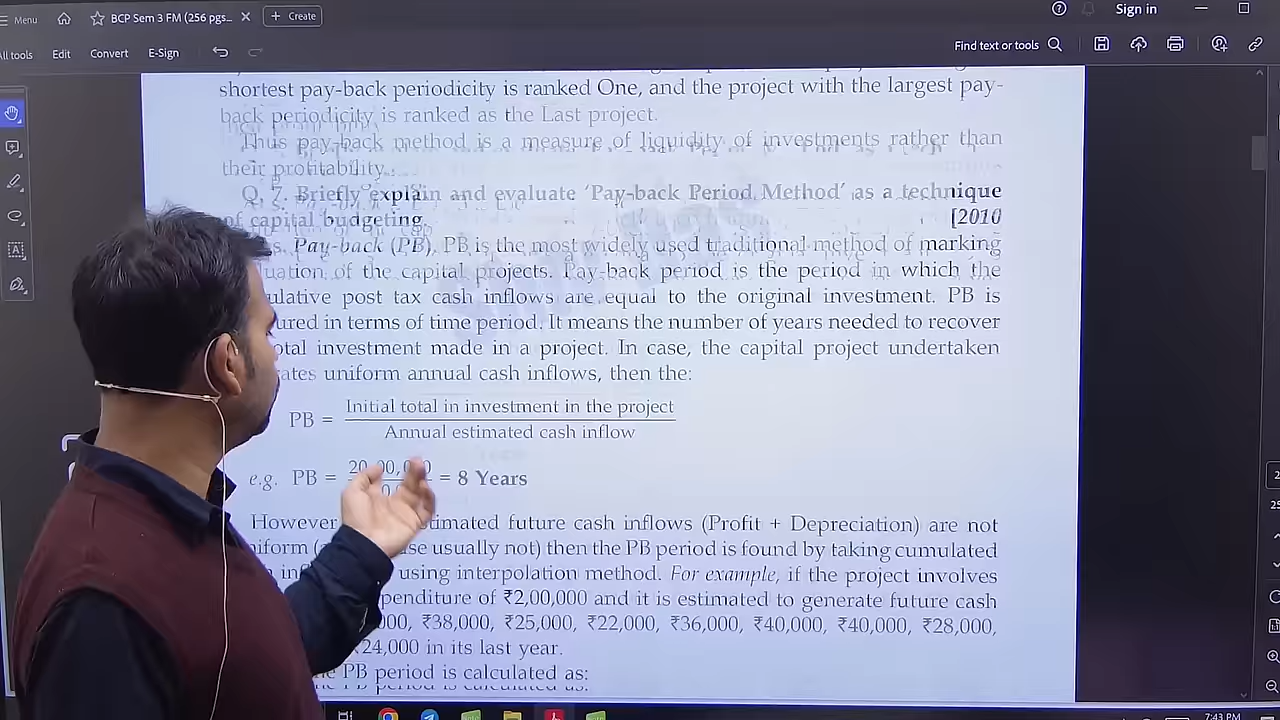 Menu
BCP Sem 3 FM (256 pgs...
Create
Sign in
All tools
Edit
Convert
E-Sign
Find text or tools
shortest pay-back periodicity is ranked One, and the project with the largest pay-
back periodicity is ranked as the Last project.
Thus pay-back method is a measure of liquidity of investments rather than
their profitability.
Q. 7. Briefly explain and evaluate 'Pay-back Period Method' as a technique
of capital budgeting. [2010
Pay-back (PB). PB is the most widely used traditional method of marking
of the capital projects. Pay-back period is the period in which the
post tax cash inflows are equal to the original investment. PB is
in terms of time period. It means the number of years needed to recover
investment made in a project. In case, the capital project undertaken
uniform annual cash inflows, then the:
PB = Initial total in investment in the project
Annual estimated cash inflow
e.g. PB = = 8 Years
However future cash inflows (Profit + Depreciation) are not
usually not) then the PB period is found by taking cumulated
using interpolation method. For example, if the project involves
of ₹2,00,000 and it is estimated to generate future cash
₹38,000, ₹25,000, ₹22,000, ₹36,000, ₹40,000, ₹40,000, ₹28,000,
₹24,000 in its last year.
PB period is calculated as:
7:43 PM